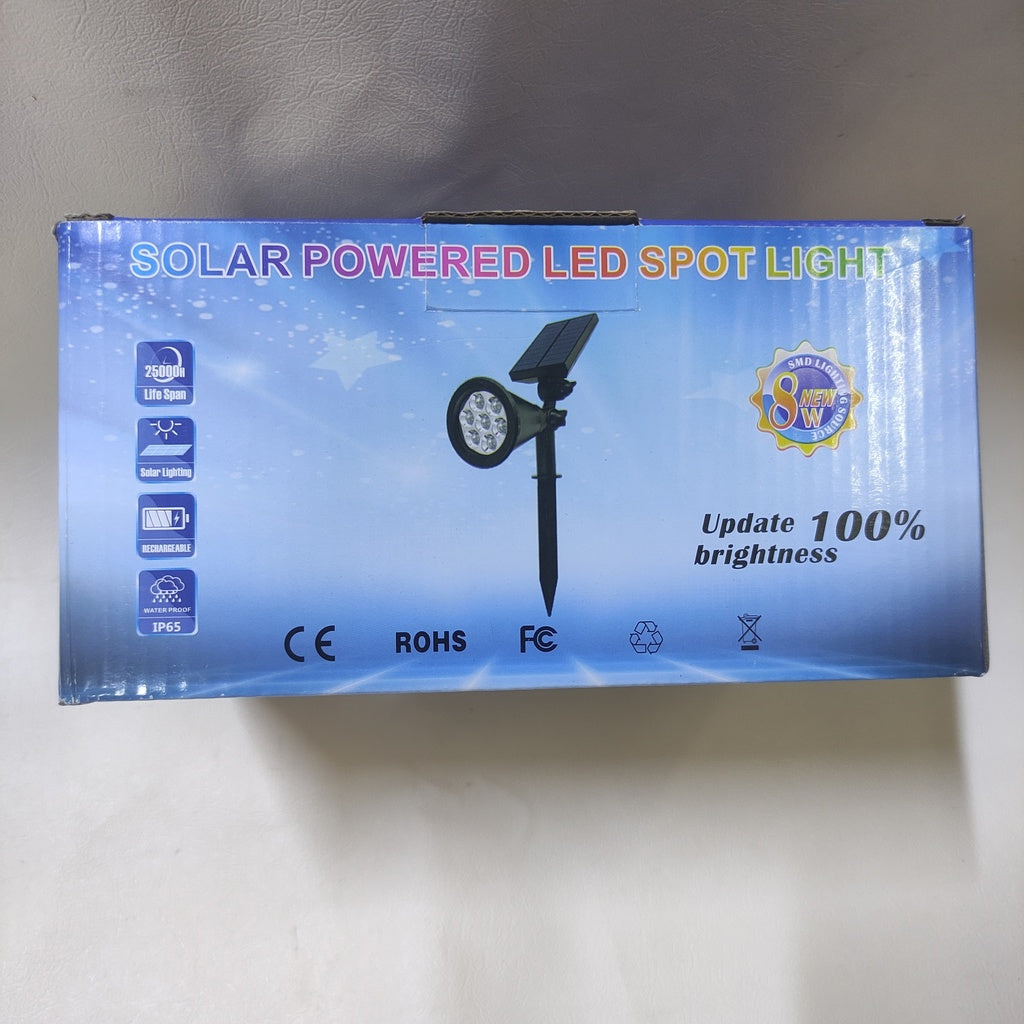 SOLAR POWERED LED SPOT LIGHT
25000H
Life Span
Solar Lighting
RECHARGEABLE
WATER PROOF
IP65
SMD LIGHTING SOURCE
8W
NEW
Update 100%
brightness
CE ROHS FC